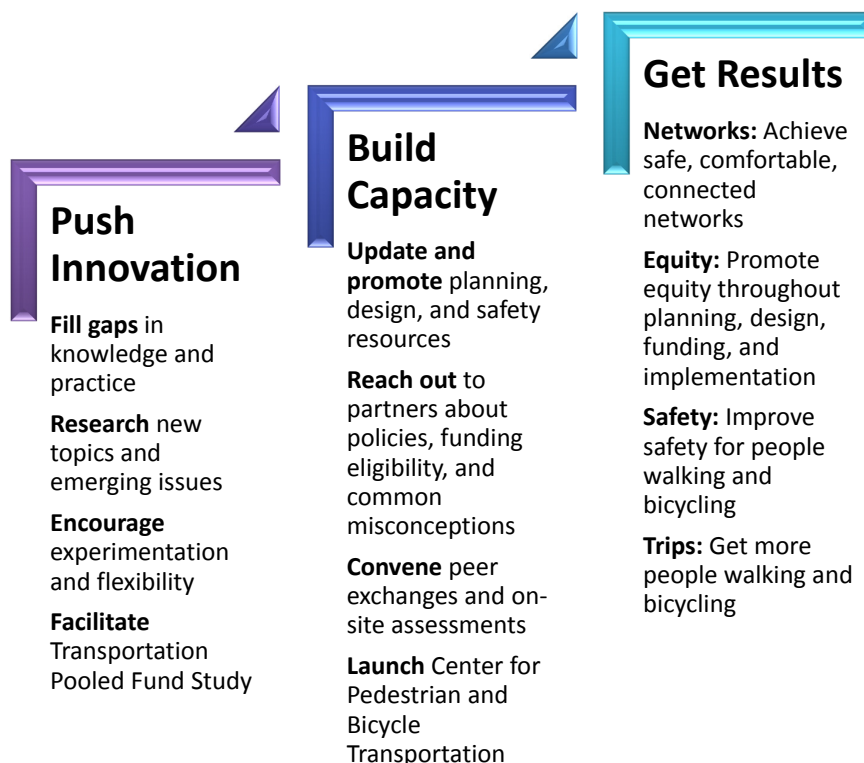 Push
Innovation
Fill gaps in
knowledge and
practice
Research new
topics and
emerging issues
Encourage
experimentation
and flexibility
Facilitate
Transportation
Pooled Fund Study
Build
Capacity
Update and
promote planning,
design, and safety
resources
Reach out to
partners about
policies, funding
eligibility, and
common
misconceptions
Convene peer
exchanges and on-
site assessments
Launch Center for
Pedestrian and
Bicycle
Transportation
Get Results
Networks: Achieve
safe, comfortable,
connected
networks
Equity: Promote
equity throughout
planning, design,
funding, and
implementation
Safety: Improve
safety for people
walking and
bicycling
Trips: Get more
people walking and
bicycling